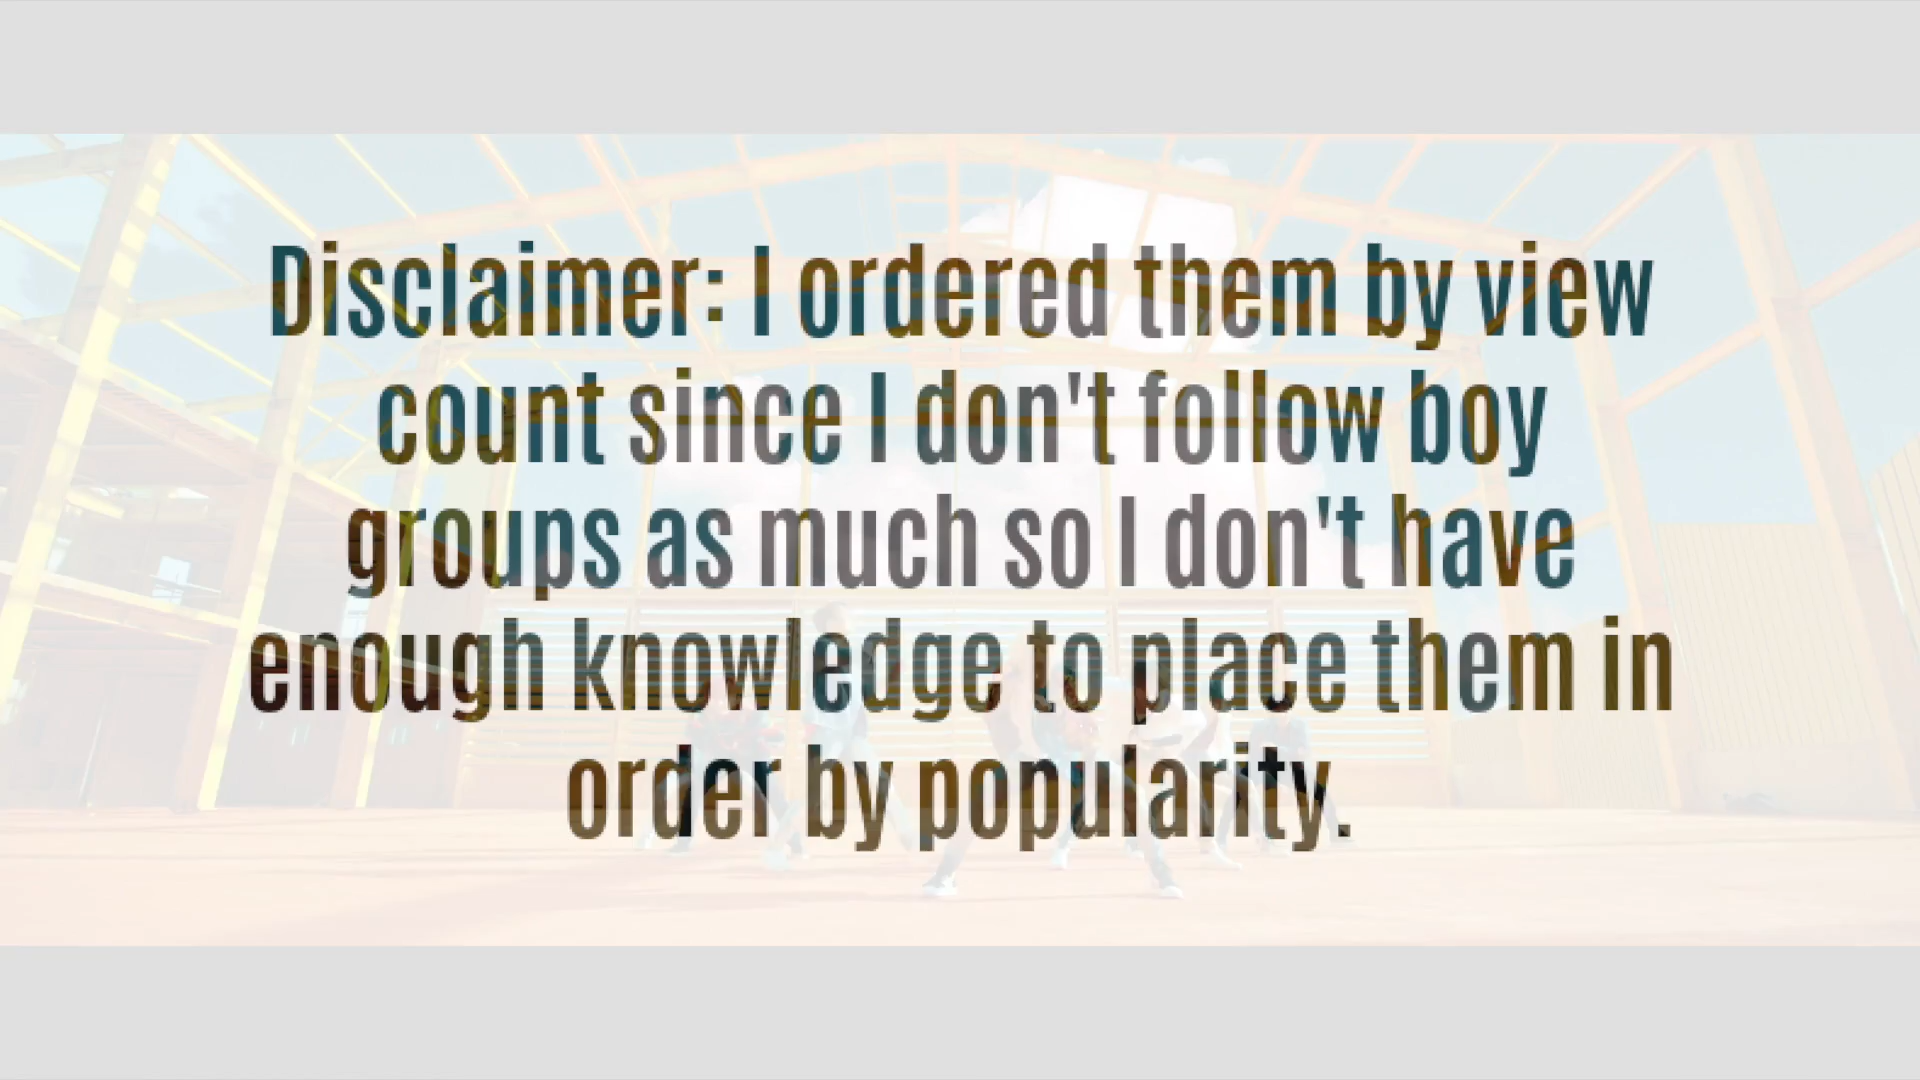 Disclaimer: I ordered them by view
count since I don't follow boy
groups as much so I don't have
enough knowledge to place them in
order by popularity.